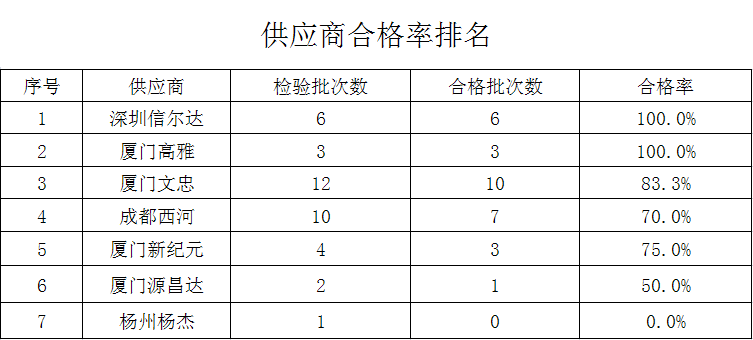 供应商合格率排名
序号 供应商 检验批次数 合格批次数 合格率
1 深圳信尔达 6 6 100.0%
2 厦门高雅 3 3 100.0%
3 厦门文忠 12 10 83.3%
4 成都西河 10 7 70.0%
5 厦门新纪元 4 3 75.0%
6 厦门源昌达 2 1 50.0%
7 杨州杨杰 1 0 0.0%